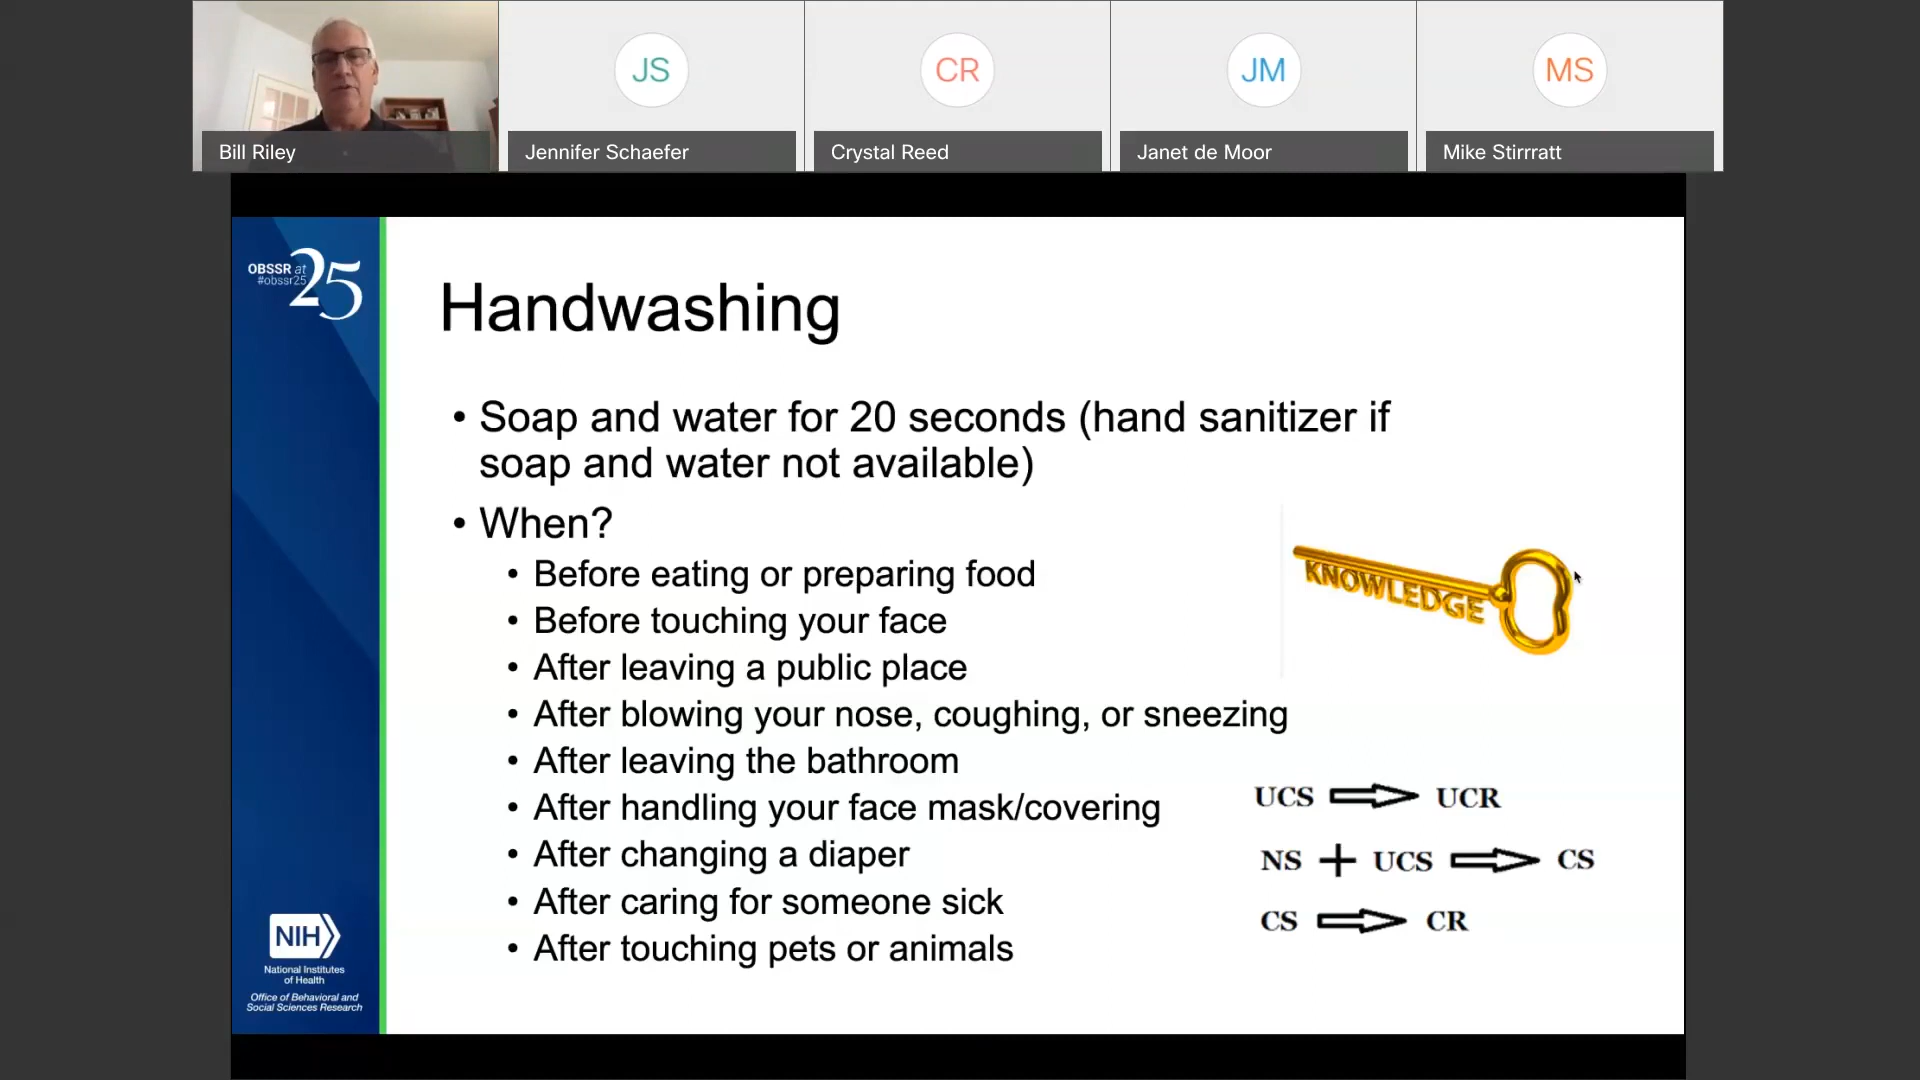 JS
CR
JM
MS
Bill Riley
Jennifer Schaefer
Crystal Reed
Janet de Moor
Mike Stirrratt
OBSSR at 25
#obssr25
Handwashing
• Soap and water for 20 seconds (hand sanitizer if
soap and water not available)
• When?
• Before eating or preparing food
• Before touching your face
• After leaving a public place
• After blowing your nose, coughing, or sneezing
• After leaving the bathroom
• After handling your face mask/covering
• After changing a diaper
• After caring for someone sick
• After touching pets or animals
KNOWLEDGE
UCS ⇒ UCR
NS + UCS ⇒ CS
CS ⇒ CR
NIH
National Institutes
of Health
Office of Behavioral and
Social Sciences Research